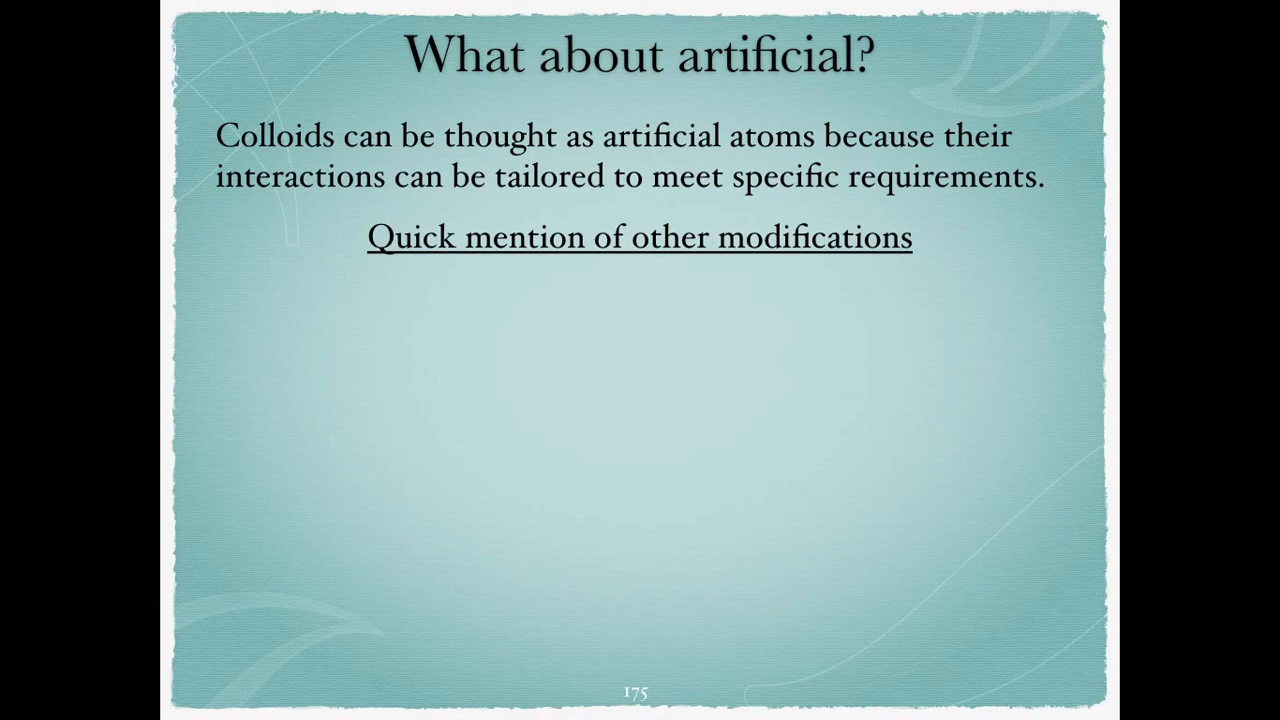 What about artificial?
Colloids can be thought as artificial atoms because their
interactions can be tailored to meet specific requirements.
Quick mention of other modifications
175